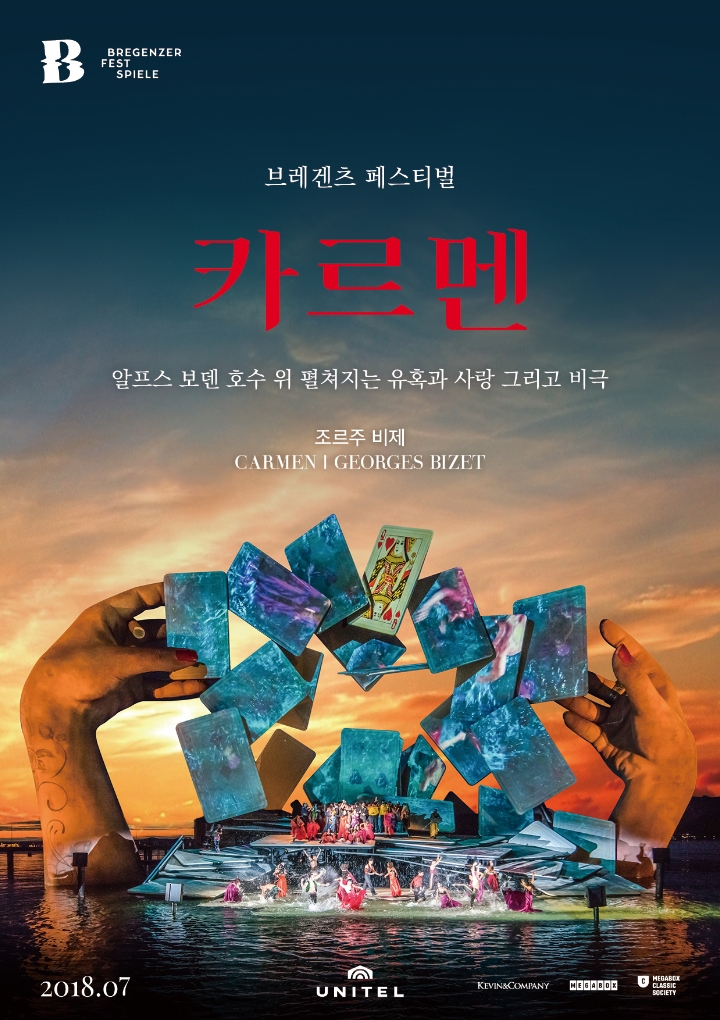 B
BREGENZER
FEST
SPIELE
브레겐츠 페스티벌
카르멘
알프스 보덴 호수 위 펼쳐지는 유혹과 사랑 그리고 비극
조르주 비제
CARMEN | GEORGES BIZET
Q
2018.07
UNITEL
KEVIN&COMPANY
MEGABOX
C
MEGABOX
CLASSIC
SOCIETY